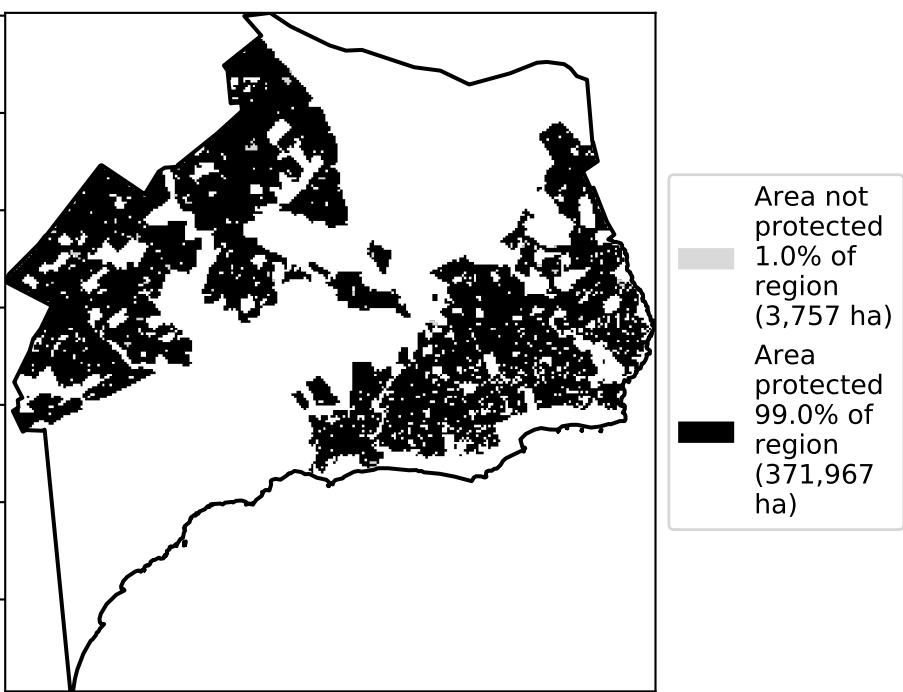 Area not
protected
1.0% of
region
(3,757 ha)
Area
protected
99.0% of
region
(371,967
ha)